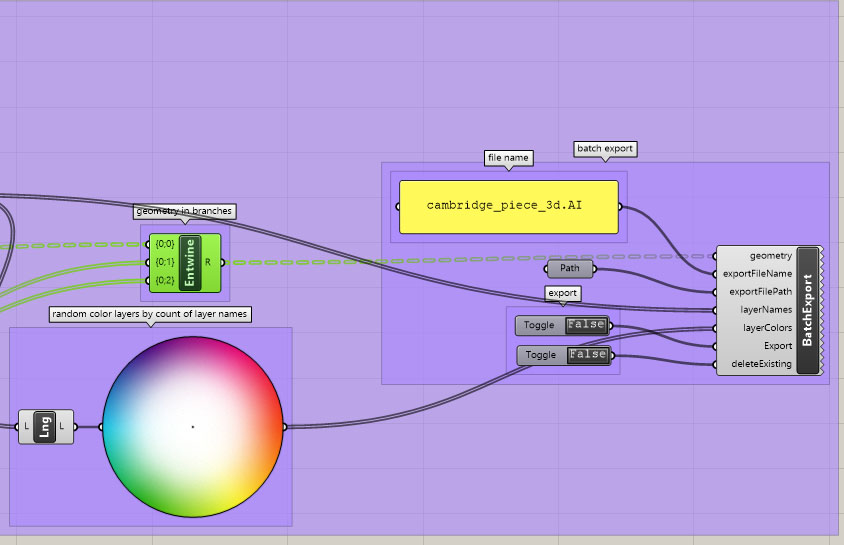 batch export
file name
cambridge_piece_3d.AI
geometry in branches
{0;0}
{0;1}
{0;2}
Entwine
R
Path
export
Toggle False
Toggle False
geometry
exportFileName
exportFilePath
layerNames
layerColors
Export
deleteExisting
BatchExport
random color layers by count of layer names
L
Lng
L